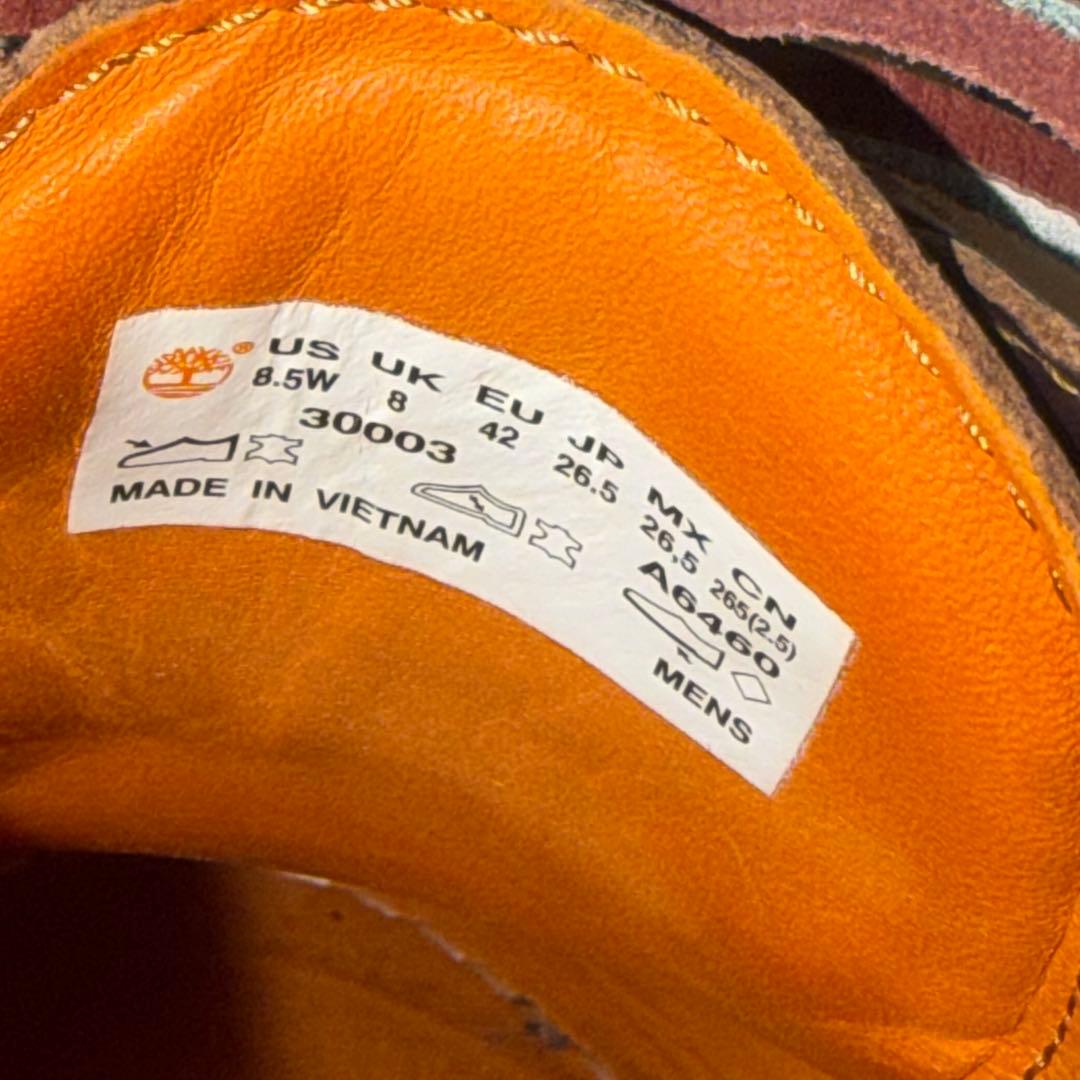 ® US UK EU JP MX CN
8.5W 8 42 26.5 26,5 265(2.5)
30003 A6460
MADE IN VIETNAM MENS